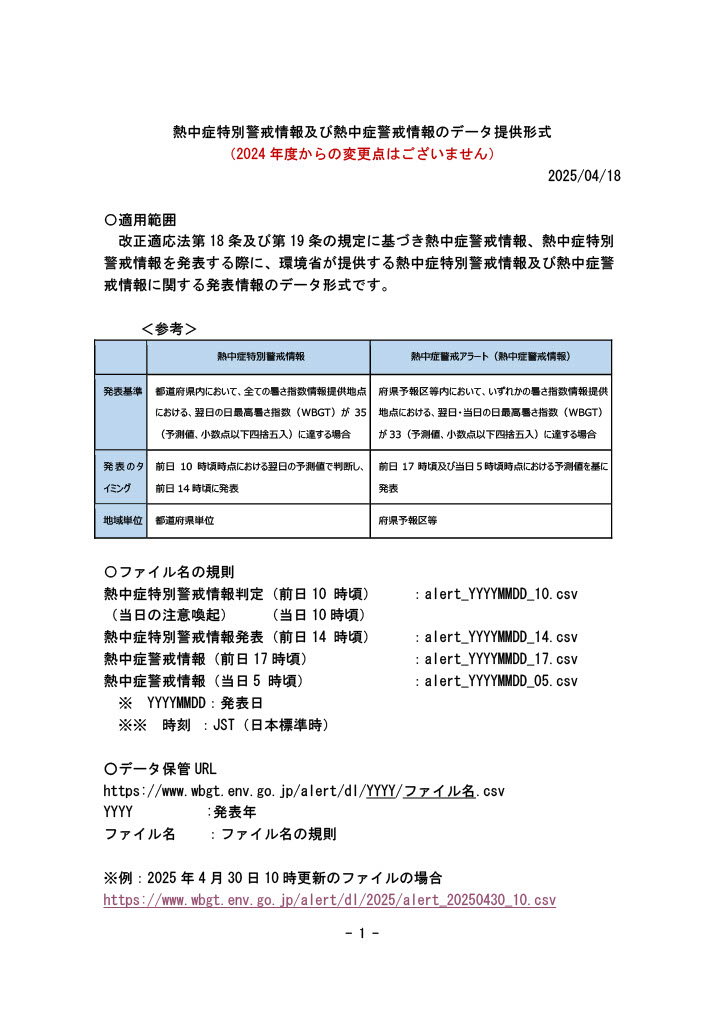 熱中症特別警戒情報及び熱中症警戒情報のデータ提供形式
（2024 年度からの変更点はございません）
2025/04/18
〇適用範囲
改正適応法第 18 条及び第 19 条の規定に基づき熱中症警戒情報、熱中症特別
警戒情報を発表する際に、環境省が提供する熱中症特別警戒情報及び熱中症警
戒情報に関する発表情報のデータ形式です。
＜参考＞
熱中症特別警戒情報 熱中症警戒アラート（熱中症警戒情報）
発表基準 都道府県内において、全ての暑さ指数情報提供地点 府県予報区等内において、いずれかの暑さ指数情報提供
における、翌日の日最高暑さ指数（WBGT）が 35 地点における、翌日・当日の日最高暑さ指数（WBGT）
（予測値、小数点以下四捨五入）に達する場合 が33（予測値、小数点以下四捨五入）に達する場合
発表のタ 前日 10 時頃時点における翌日の予測値で判断し、 前日 17 時頃及び当日５時頃時点における予測値を基に
イミング 前日14時頃に発表 発表
地域単位 都道府県単位 府県予報区等
〇ファイル名の規則
熱中症特別警戒情報判定（前日10 時頃） ：alert_YYYYMMDD_10.csv
（当日の注意喚起） （当日10時頃）
熱中症特別警戒情報発表（前日14 時頃） ：alert_YYYYMMDD_14.csv
熱中症警戒情報（前日17時頃） ：alert_YYYYMMDD_17.csv
熱中症警戒情報（当日5 時頃） ：alert_YYYYMMDD_05.csv
※ YYYYMMDD：発表日
※※ 時刻 ：JST（日本標準時）
〇データ保管 URL
https://www.wbgt.env.go.jp/alert/dl/YYYY/ファイル名.csv
YYYY :発表年
ファイル名 ：ファイル名の規則
※例：2025 年 4 月 30 日 10 時更新のファイルの場合
https://www.wbgt.env.go.jp/alert/dl/2025/alert_20250430_10.csv
- 1 -